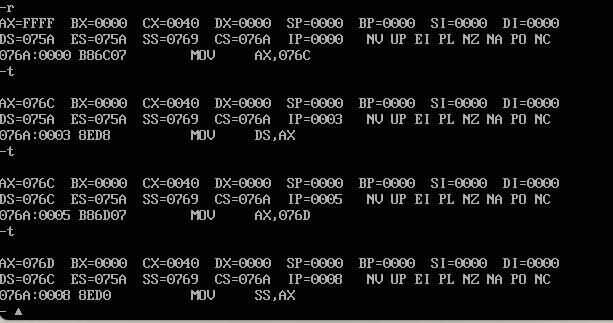 -r
AX=FFFF  BX=0000  CX=0040  DX=0000  SP=0000  BP=0000  SI=0000  DI=0000
DS=075A  ES=075A  SS=0769  CS=076A  IP=0000   NV UP EI PL NZ NA PO NC
076A:0000 B86C07        MOV     AX,076C
-t
AX=076C  BX=0000  CX=0040  DX=0000  SP=0000  BP=0000  SI=0000  DI=0000
DS=075A  ES=075A  SS=0769  CS=076A  IP=0003   NV UP EI PL NZ NA PO NC
076A:0003 8ED8          MOV     DS,AX
-t
AX=076C  BX=0000  CX=0040  DX=0000  SP=0000  BP=0000  SI=0000  DI=0000
DS=076C  ES=075A  SS=0769  CS=076A  IP=0005   NV UP EI PL NZ NA PO NC
076A:0005 B86D07        MOV     AX,076D
-t
AX=076D  BX=0000  CX=0040  DX=0000  SP=0000  BP=0000  SI=0000  DI=0000
DS=076C  ES=075A  SS=0769  CS=076A  IP=0008   NV UP EI PL NZ NA PO NC
076A:0008 8ED0          MOV     SS,AX
-